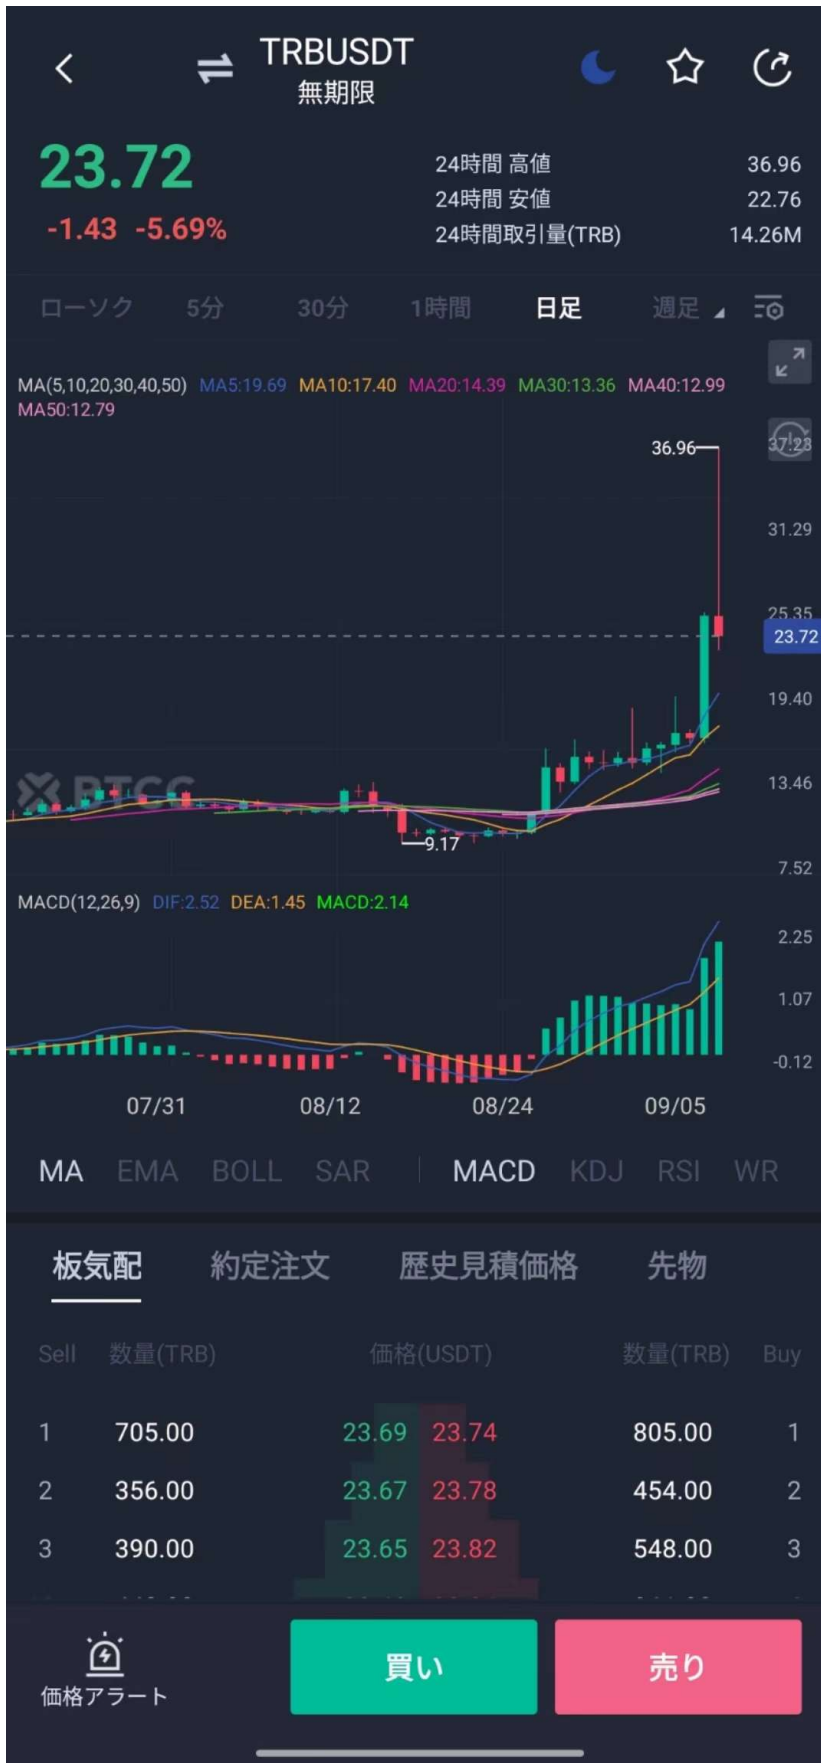 TRBUSDT
無期限
23.72
-1.43 -5.69%
24時間 高値 36.96
24時間 安値 22.76
24時間取引量(TRB) 14.26M
ローソク 5分 30分 1時間 日足 週足
MA(5,10,20,30,40,50) MA5:19.69 MA10:17.40 MA20:14.39 MA30:13.36 MA40:12.99
MA50:12.79
36.96
37.23
31.29
25.35
23.72
19.40
13.46
BTCC
9.17
7.52
MACD(12,26,9) DIF:2.52 DEA:1.45 MACD:2.14
2.25
1.07
-0.12
07/31 08/12 08/24 09/05
MA EMA BOLL SAR MACD KDJ RSI WR
板気配 約定注文 歴史見積価格 先物
Sell 数量(TRB) 価格(USDT) 数量(TRB) Buy
1 705.00 23.69 23.74 805.00 1
2 356.00 23.67 23.78 454.00 2
3 390.00 23.65 23.82 548.00 3
価格アラート 買い 売り